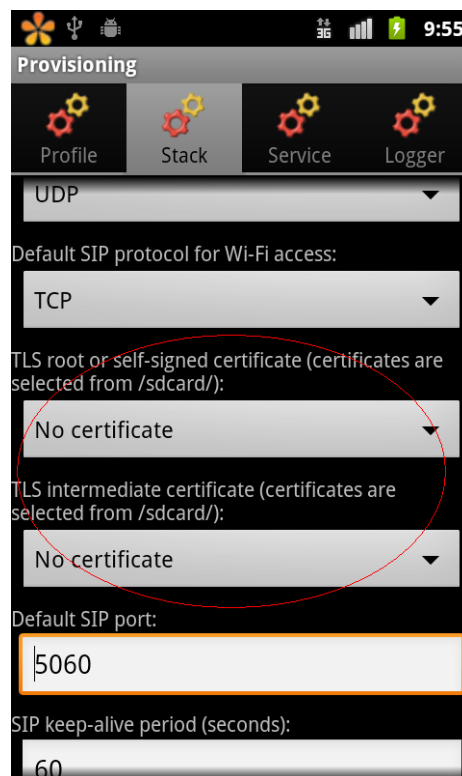 3G
9:55
Provisioning
Profile
Stack
Service
Logger
UDP
Default SIP protocol for Wi-Fi access:
TCP
TLS root or self-signed certificate (certificates are
selected from /sdcard/):
No certificate
TLS intermediate certificate (certificates are
selected from /sdcard/):
No certificate
Default SIP port:
5060
SIP keep-alive period (seconds):
60